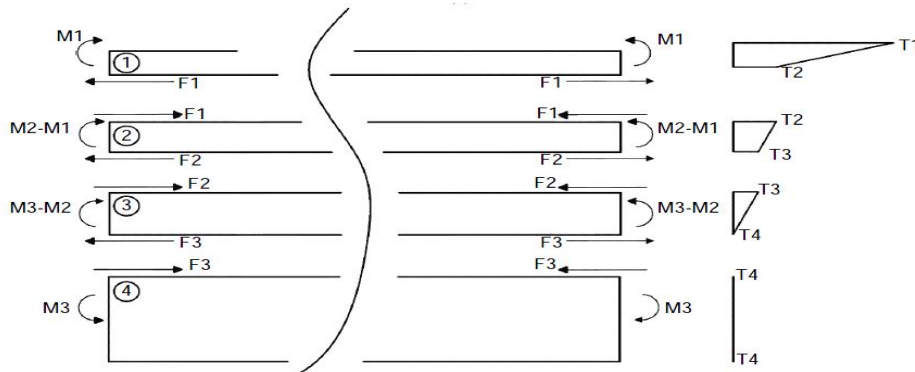 M1 M1 T1
1
F1 F1 T2
F1 F1
M2-M1 2 M2-M1 T2
F2 F2 T3
F2 F2 T3
M3-M2 3 M3-M2
F3 F3 T4
F3 F3 T4
4
M3 M3
T4